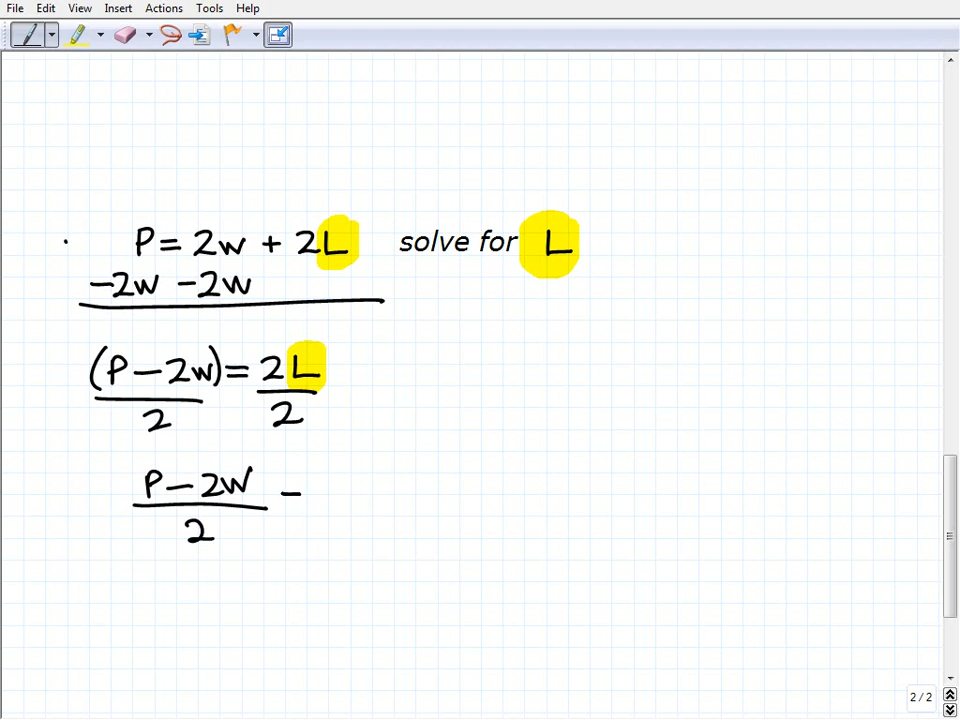 File Edit View Insert Actions Tools Help
P = 2w + 2L solve for L
-2w -2w
(P - 2w) = 2L
2 2
P - 2W -
2
2 / 2